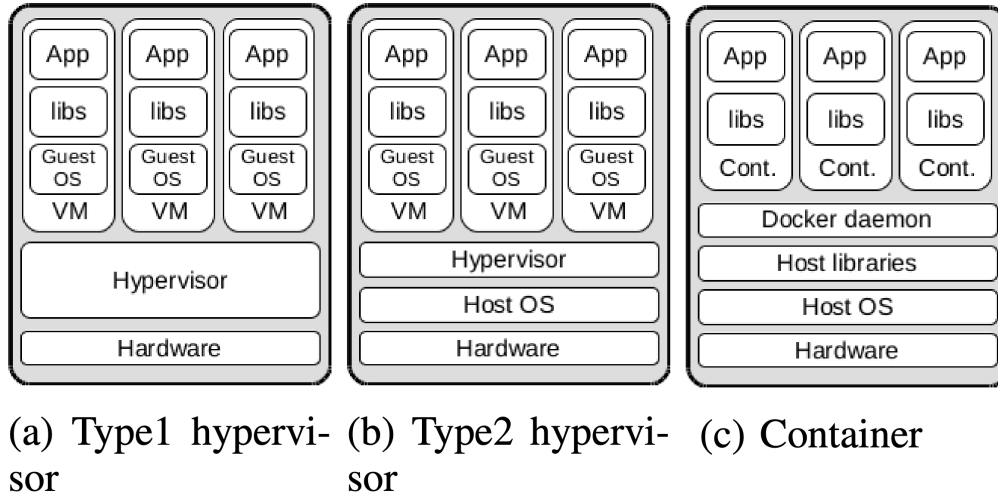 App App App
libs libs libs
Guest OS Guest OS Guest OS
VM VM VM
Hypervisor
Hardware
(a) Type1 hypervi-
sor
App App App
libs libs libs
Guest OS Guest OS Guest OS
VM VM VM
Hypervisor
Host OS
Hardware
(b) Type2 hypervi-
sor
App App App
libs libs libs
Cont. Cont. Cont.
Docker daemon
Host libraries
Host OS
Hardware
(c) Container